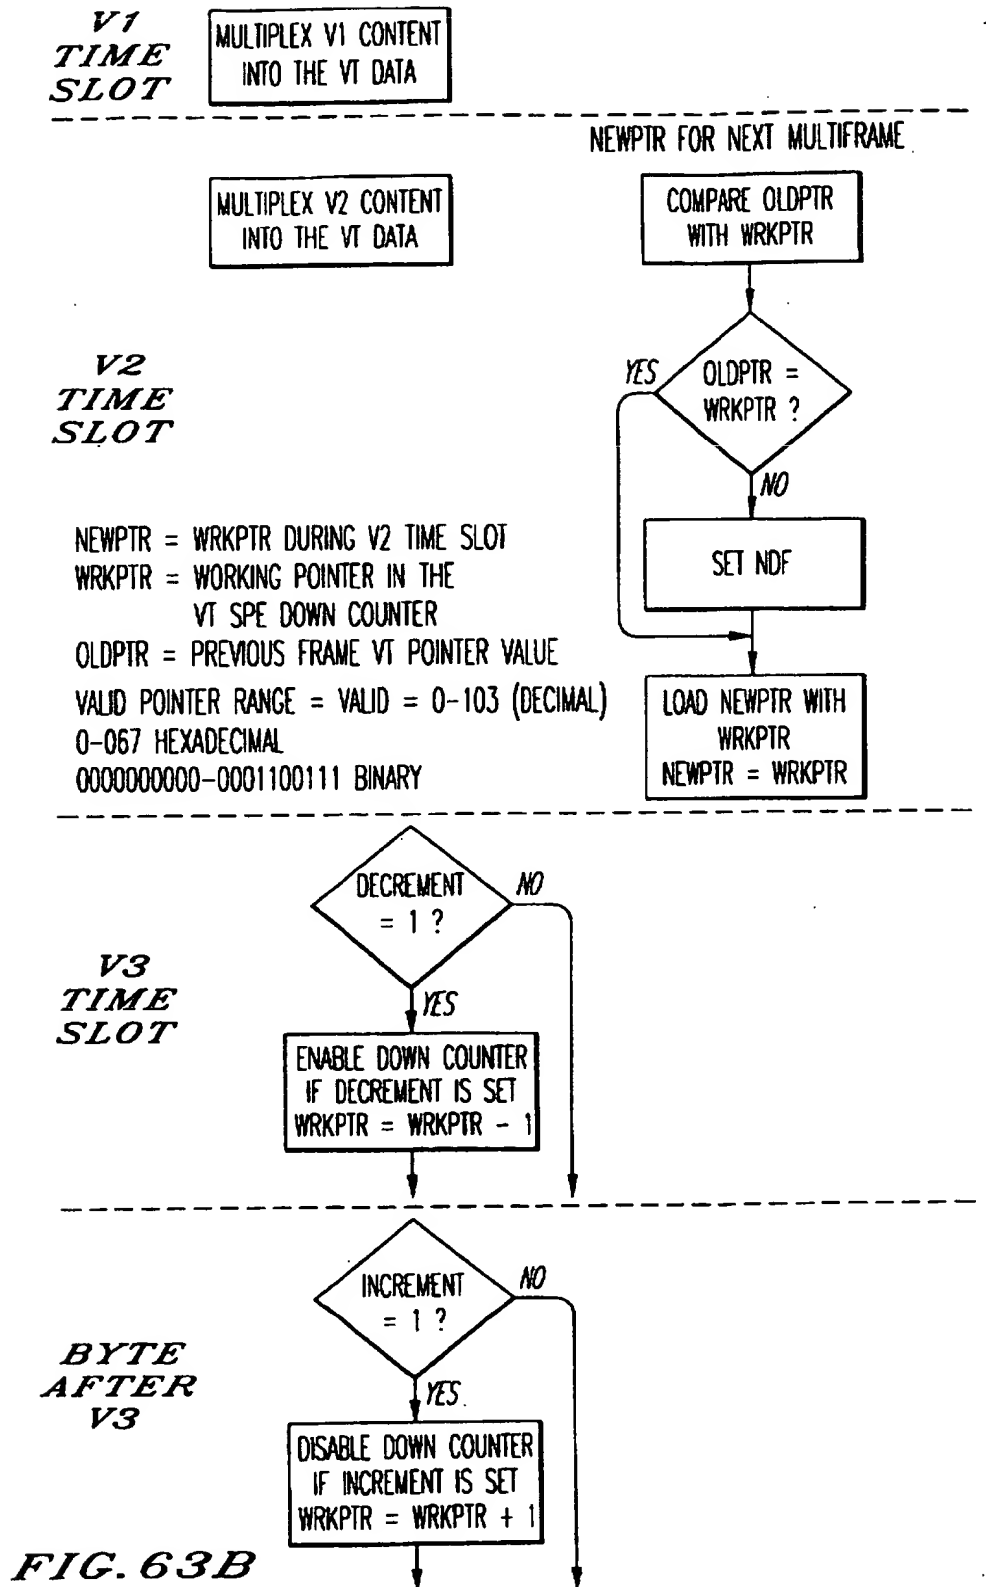 V1
TIME
SLOT
MULTIPLEX V1 CONTENT
INTO THE VT DATA
NEWPTR FOR NEXT MULTIFRAME
MULTIPLEX V2 CONTENT
INTO THE VT DATA
COMPARE OLDPTR
WITH WRKPTR
V2
TIME
SLOT
YES
OLDPTR =
WRKPTR ?
NO
SET NDF
NEWPTR = WRKPTR DURING V2 TIME SLOT
WRKPTR = WORKING POINTER IN THE
VT SPE DOWN COUNTER
OLDPTR = PREVIOUS FRAME VT POINTER VALUE
VALID POINTER RANGE = VALID = 0-103 (DECIMAL)
0-067 HEXADECIMAL
0000000000-0001100111 BINARY
LOAD NEWPTR WITH
WRKPTR
NEWPTR = WRKPTR
V3
TIME
SLOT
DECREMENT
= 1 ?
NO
YES
ENABLE DOWN COUNTER
IF DECREMENT IS SET
WRKPTR = WRKPTR - 1
BYTE
AFTER
V3
INCREMENT
= 1 ?
NO
YES
DISABLE DOWN COUNTER
IF INCREMENT IS SET
WRKPTR = WRKPTR + 1
FIG. 63B